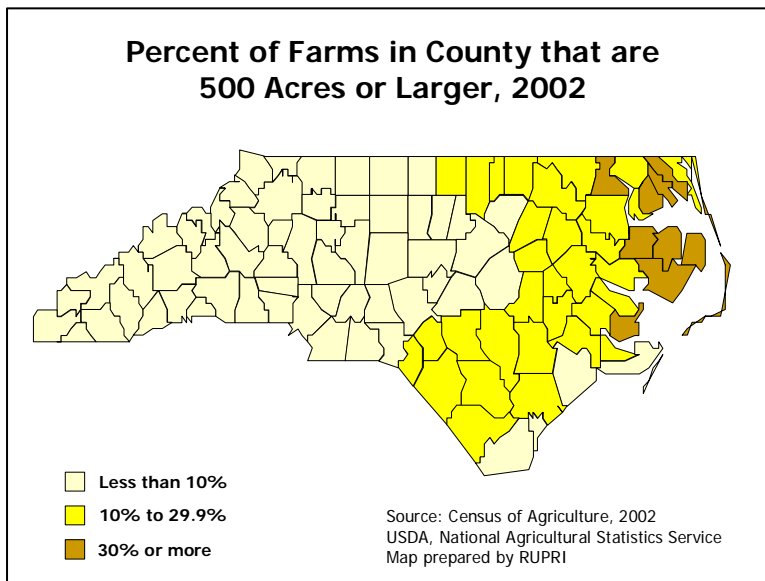 Percent of Farms in County that are
500 Acres or Larger, 2002
Less than 10%
10% to 29.9%
30% or more
Source: Census of Agriculture, 2002
USDA, National Agricultural Statistics Service
Map prepared by RUPRI